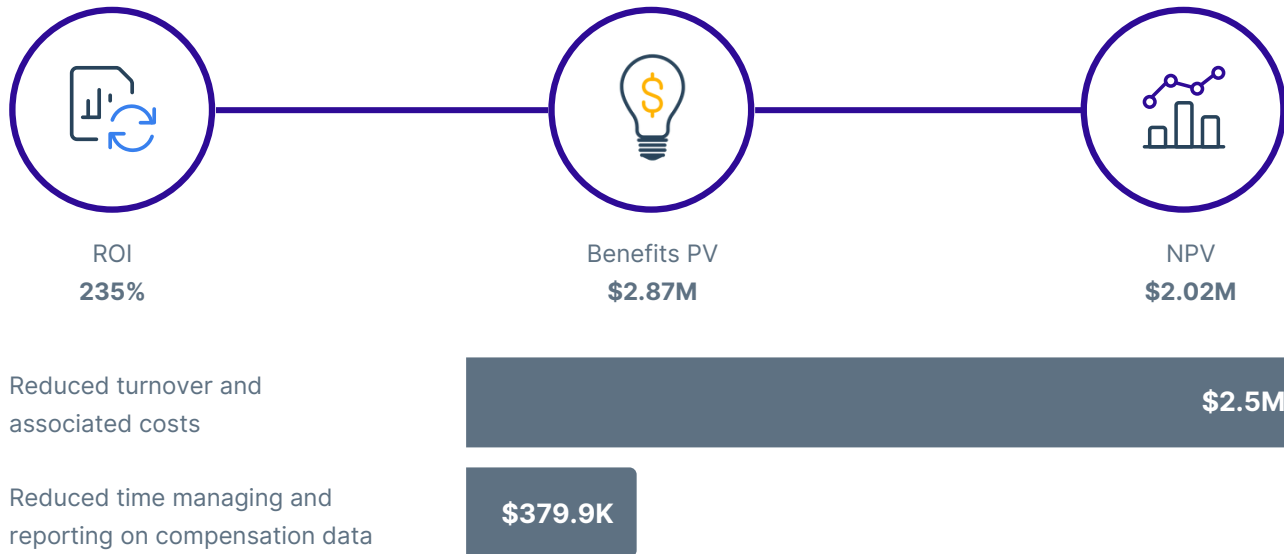 ROI
235%
Benefits PV
$2.87M
NPV
$2.02M
Reduced turnover and
associated costs
$2.5M
Reduced time managing and
reporting on compensation data
$379.9K